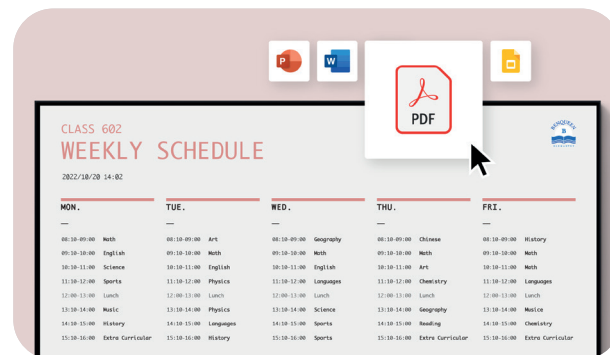 P
W
PDF
CLASS 602
WEEKLY SCHEDULE
2022/10/20 14:02
BENQUEEN
B
MON. TUE. WED. THU. FRI.
08:10-09:00 Math 08:10-09:00 Art 08:10-09:00 Geography 08:10-09:00 Chinese 08:10-09:00 History
09:10-10:00 English 09:10-10:00 Math 09:10-10:00 Math 09:10-10:00 Math 09:10-10:00 Math
10:10-11:00 Science 10:10-11:00 English 10:10-11:00 English 10:10-11:00 Art 10:10-11:00 Math
11:10-12:00 Sports 11:10-12:00 Physics 11:10-12:00 Languages 11:10-12:00 Chemistry 11:10-12:00 Languages
12:00-13:00 Lunch 12:00-13:00 Lunch 12:00-13:00 Lunch 12:00-13:00 Lunch 12:00-13:00 Lunch
13:10-14:00 Music 13:10-14:00 Physics 13:10-14:00 Science 13:10-14:00 Geography 13:10-14:00 Musice
14:10-15:00 History 14:10-15:00 Languages 14:10-15:00 Sports 14:10-15:00 Reading 14:10-15:00 Chemistry
15:10-16:00 Extra Curricular 15:10-16:00 History 15:10-16:00 Sports 15:10-16:00 Extra Curricular 15:10-16:00 Extra Curricular